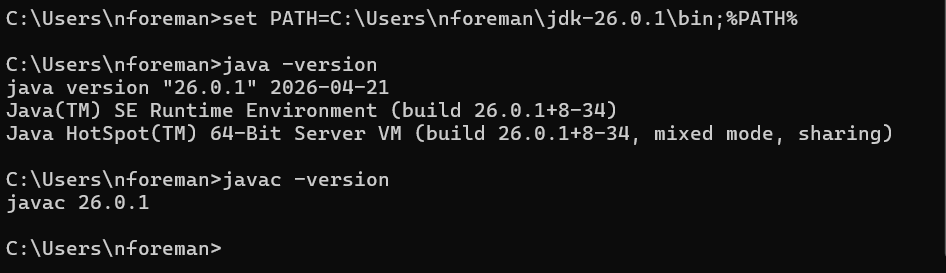 C:\Users\nforeman>set PATH=C:\Users\nforeman\jdk-26.0.1\bin;%PATH%
C:\Users\nforeman>java -version
java version "26.0.1" 2026-04-21
Java(TM) SE Runtime Environment (build 26.0.1+8-34)
Java HotSpot(TM) 64-Bit Server VM (build 26.0.1+8-34, mixed mode, sharing)
C:\Users\nforeman>javac -version
javac 26.0.1
C:\Users\nforeman>